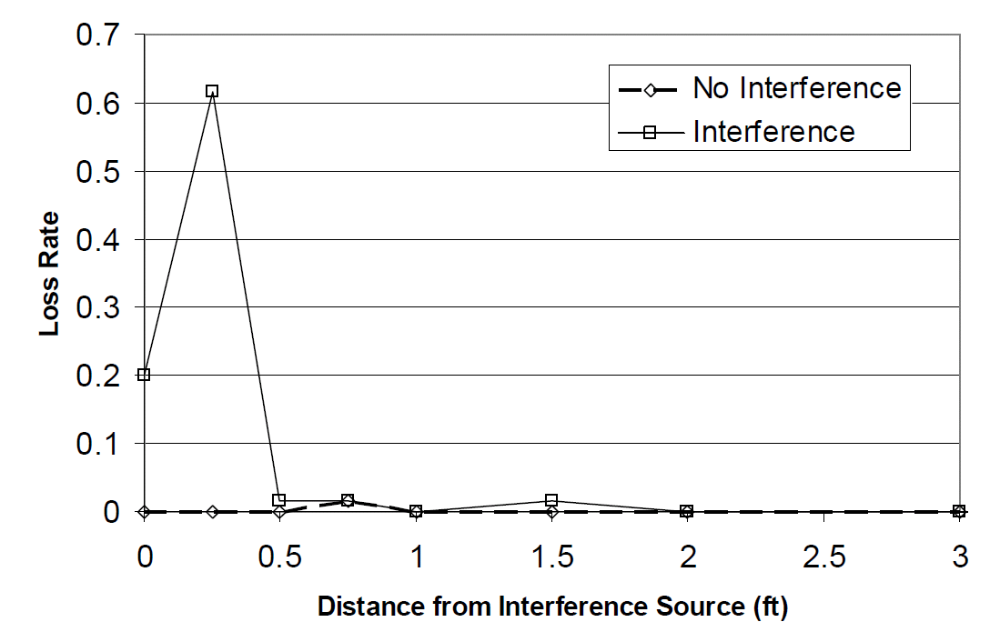 0.7
0.6
0.5
0.4
0.3
0.2
0.1
0
Loss Rate
No Interference
Interference
0 0.5 1 1.5 2 2.5 3
Distance from Interference Source (ft)